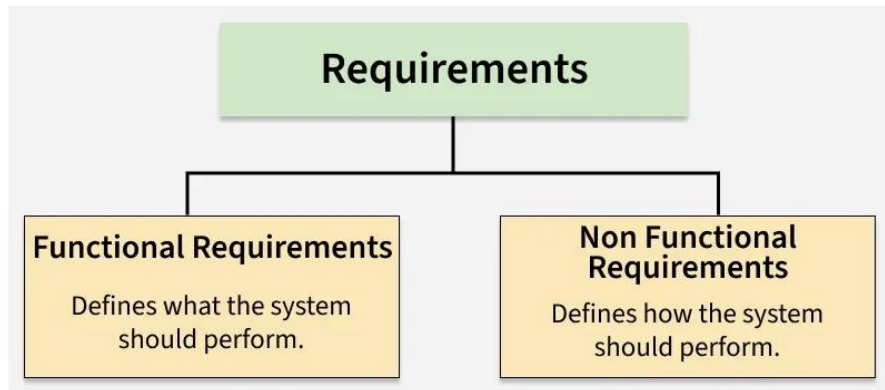 Requirements
Functional Requirements
Defines what the system
should perform.
Non Functional
Requirements
Defines how the system
should perform.